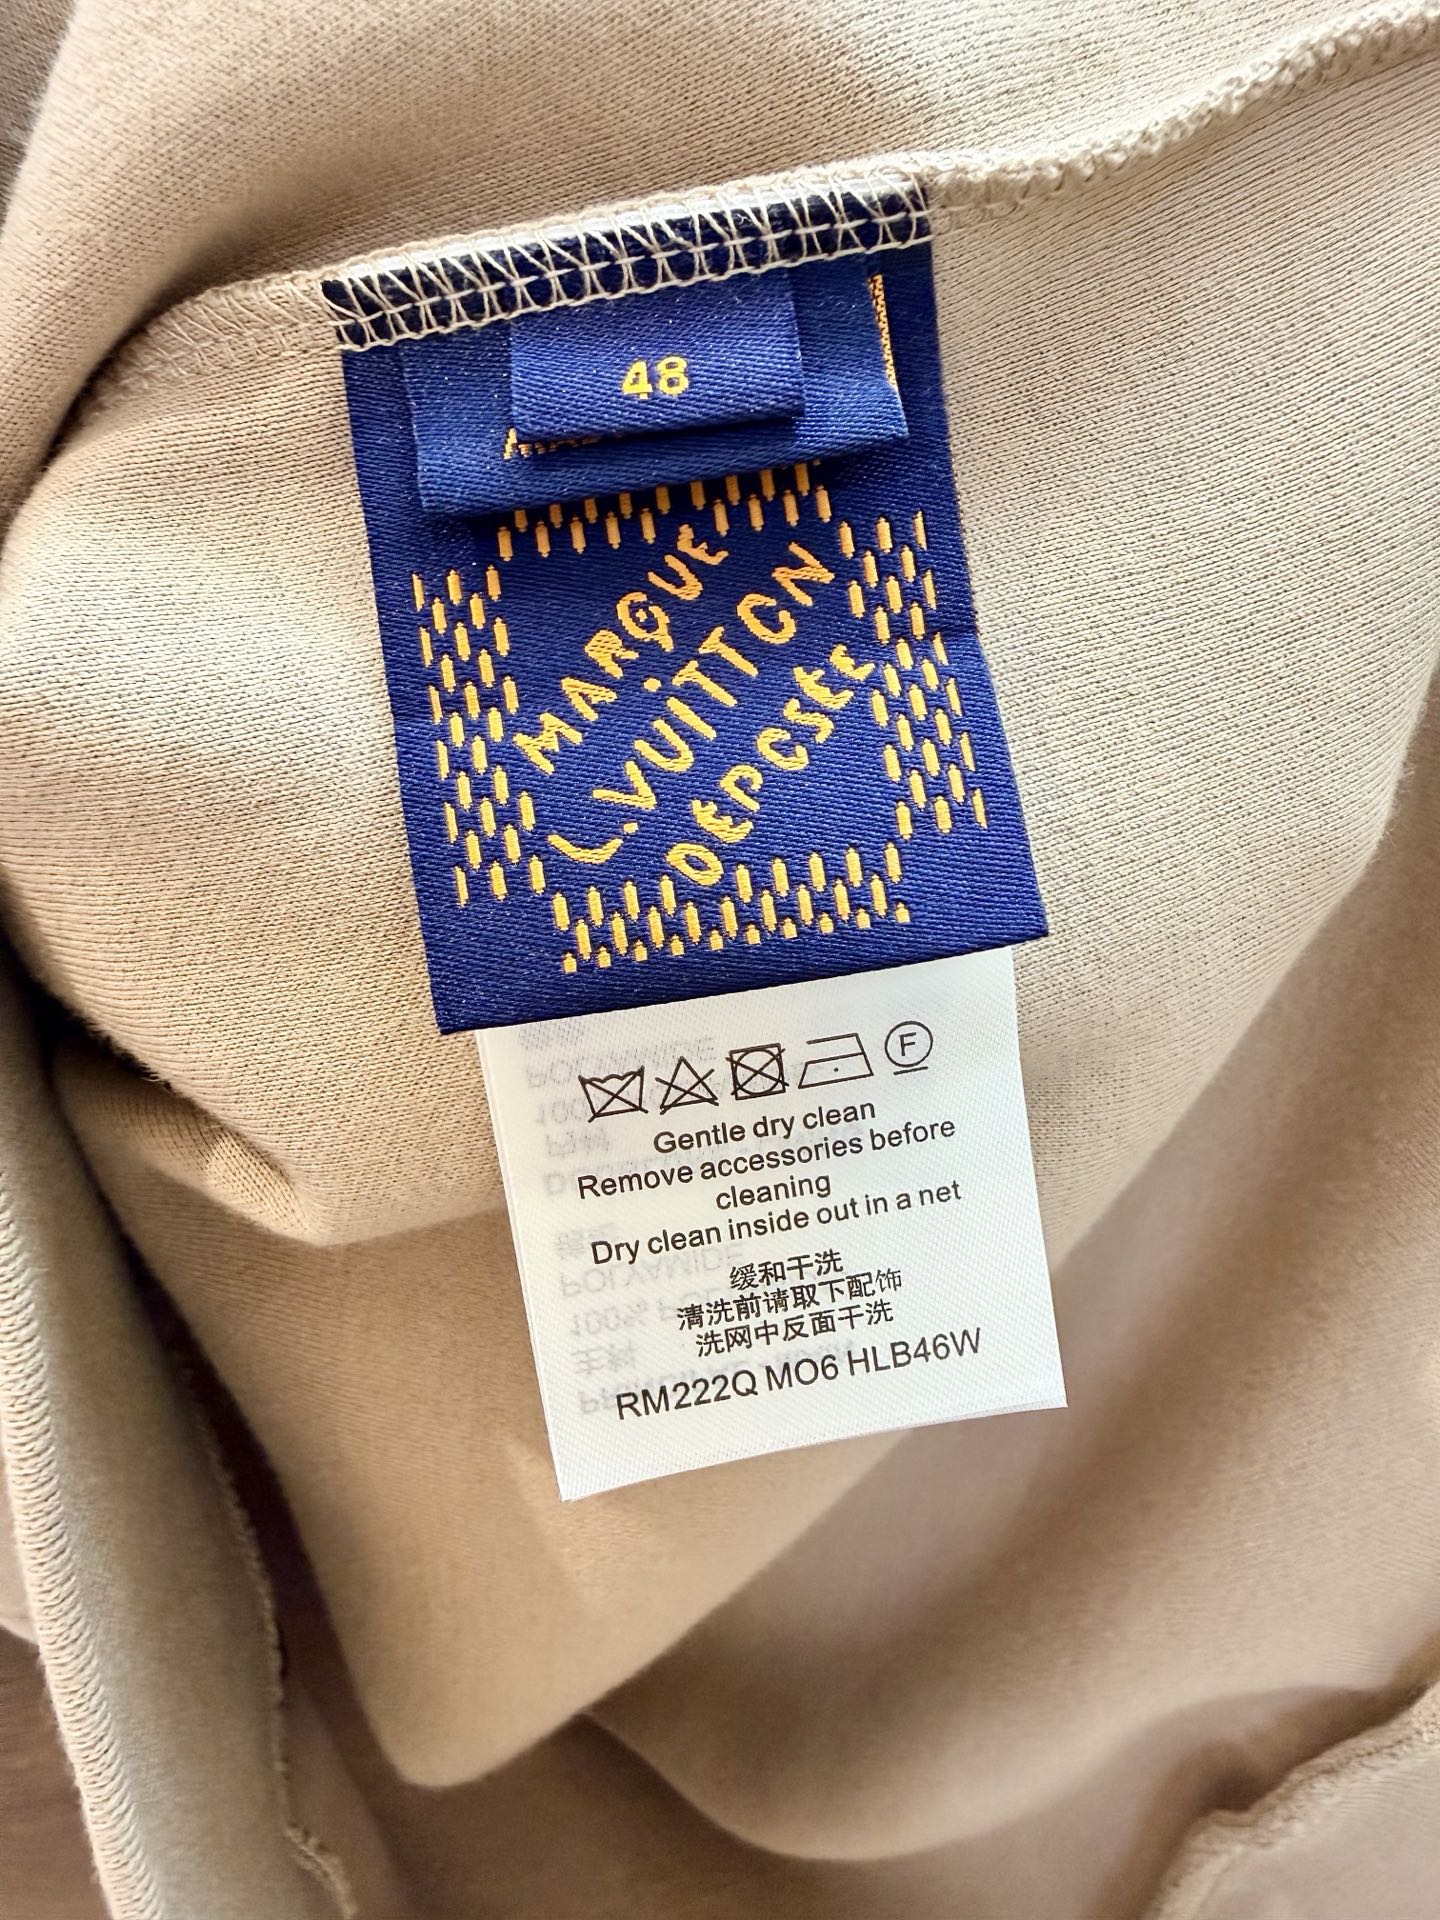 48
MARQUE
L.VUITTON
DEPOSEE
F
Gentle dry clean
Remove accessories before
cleaning
Dry clean inside out in a net
缓和干洗
清洗前请取下配饰
洗网中反面干洗
RM222Q MO6 HLB46W